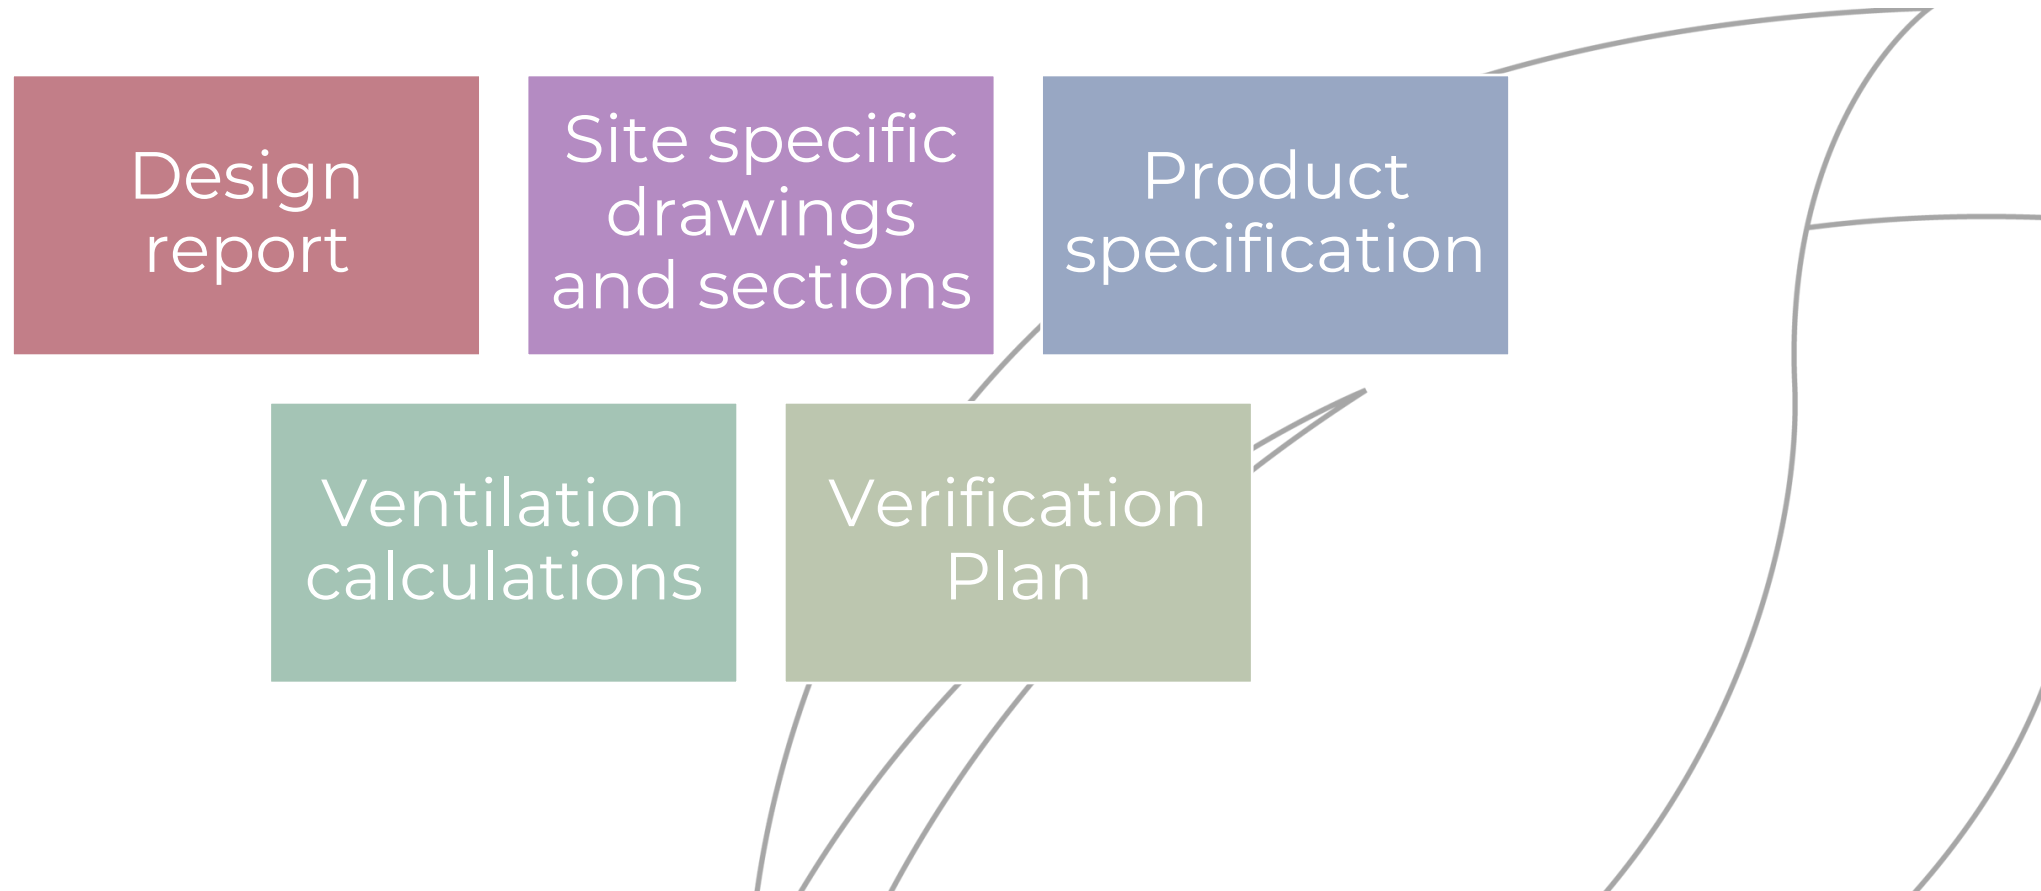 Design
report
Site specific
drawings
and sections
Product
specification
Ventilation
calculations
Verification
Plan